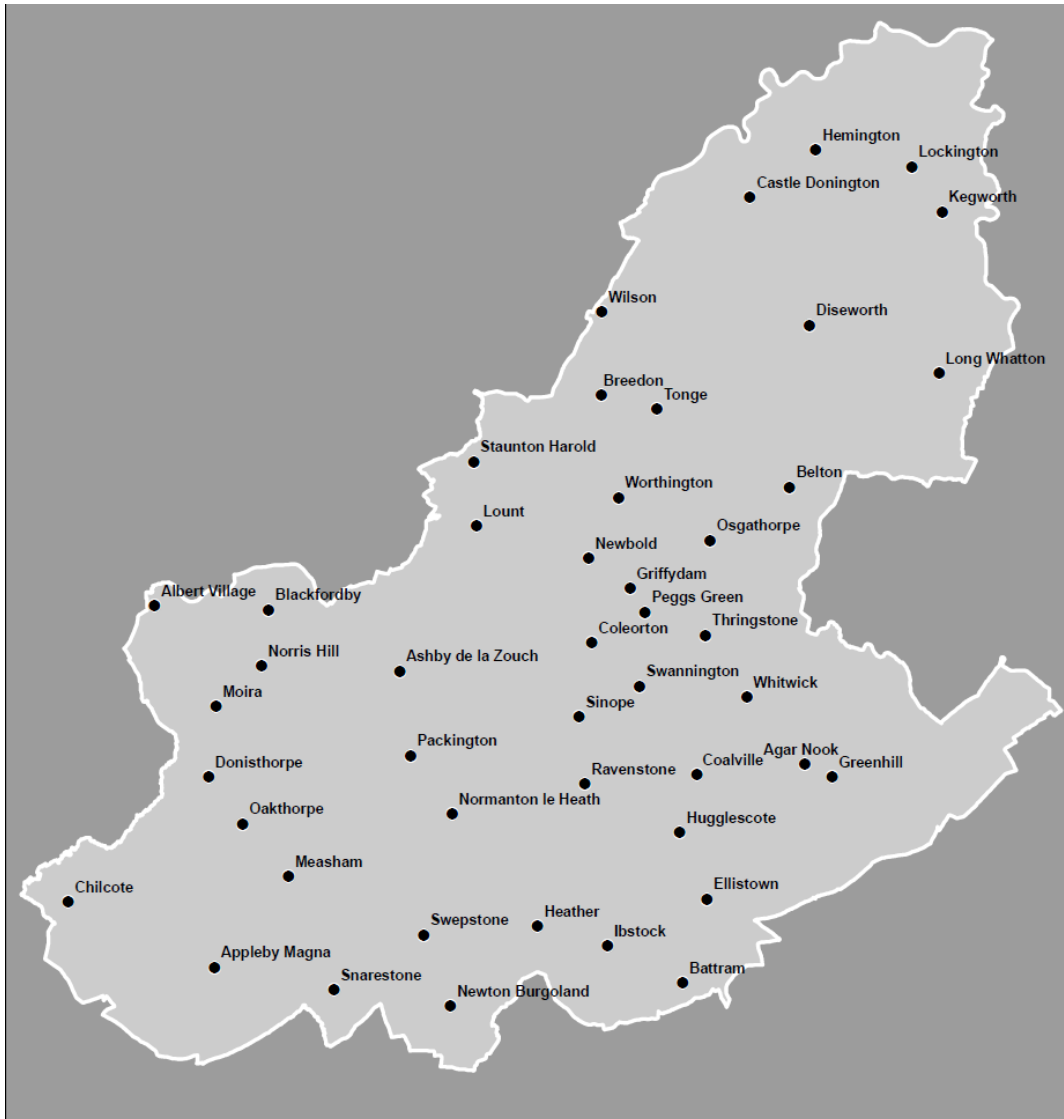 Hemington
Lockington
Castle Donington
Kegworth
Wilson
Diseworth
Long Whatton
Breedon
Tonge
Staunton Harold
Belton
Worthington
Lount
Osgathorpe
Newbold
Griffydam
Albert Village
Blackfordby
Peggs Green
Thringstone
Coleorton
Norris Hill
Ashby de la Zouch
Swannington
Whitwick
Moira
Sinope
Packington
Agar Nook
Donisthorpe
Ravenstone
Coalville
Greenhill
Normanton le Heath
Oakthorpe
Hugglescote
Measham
Ellistown
Chilcote
Swepstone
Heather
Ibstock
Appleby Magna
Battram
Snarestone
Newton Burgoland